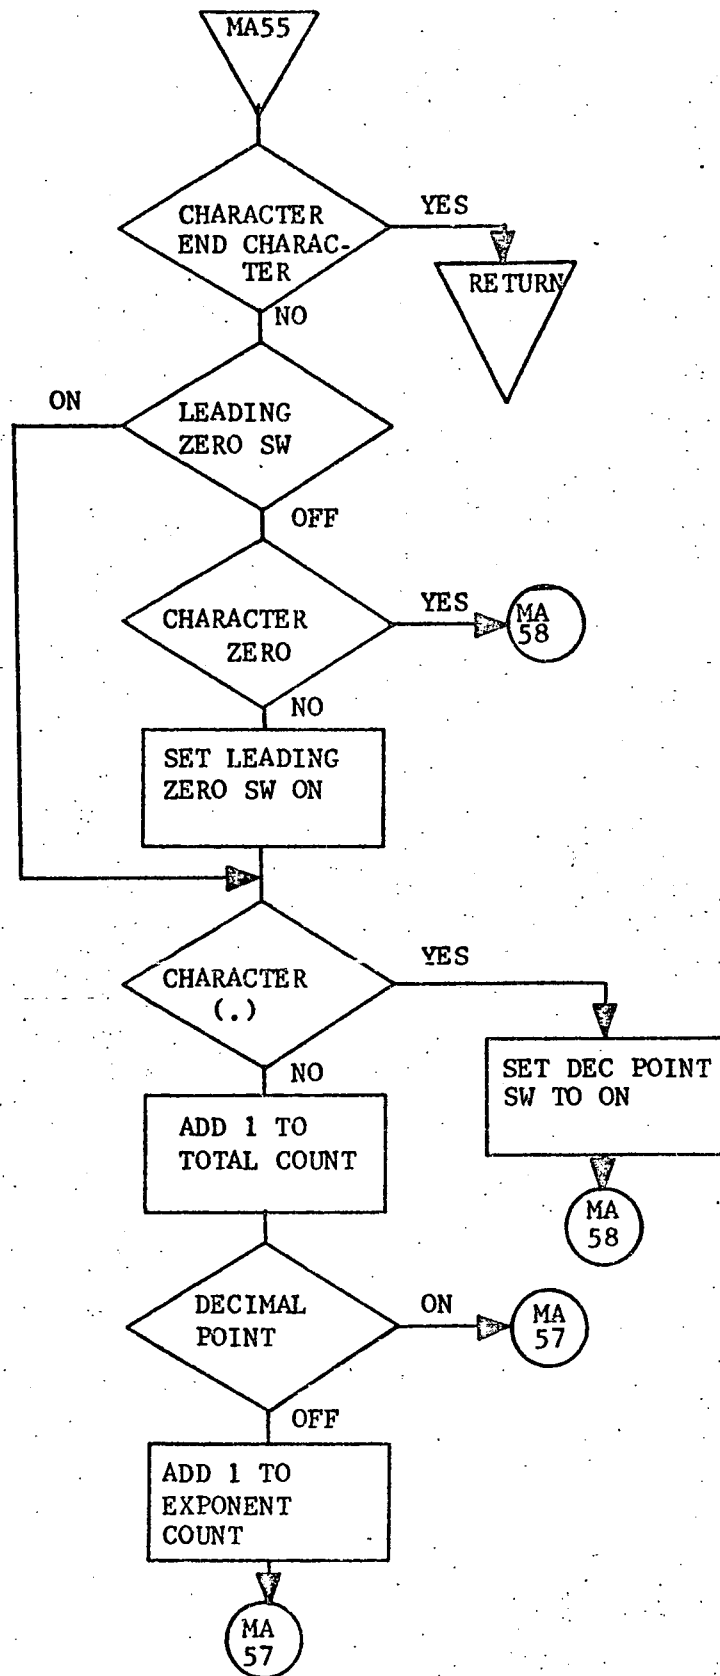 MA55
CHARACTER
END CHARAC-
TER
YES
RETURN
NO
ON
LEADING
ZERO SW
OFF
CHARACTER
ZERO
YES
MA
58
NO
SET LEADING
ZERO SW ON
CHARACTER
(.)
YES
NO
SET DEC POINT
SW TO ON
ADD 1 TO
TOTAL COUNT
MA
58
DECIMAL
POINT
ON
MA
57
OFF
ADD 1 TO
EXPONENT
COUNT
MA
57